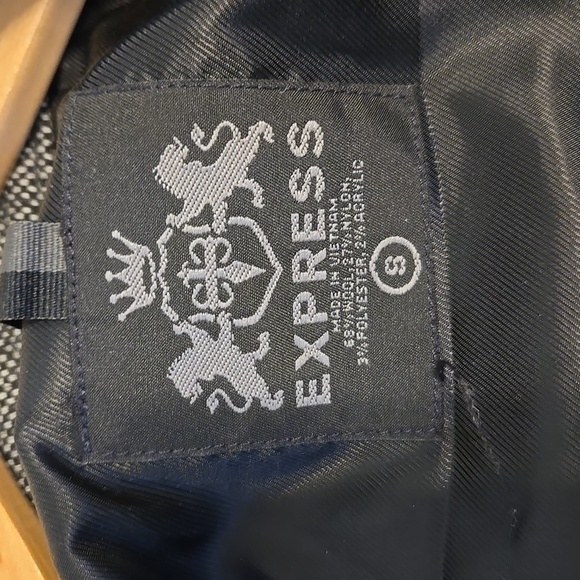 EXPRESS
MADE IN VIETNAM
68% WOOL, 27% NYLON,
3% POLYESTER, 2% ACRYLIC
S